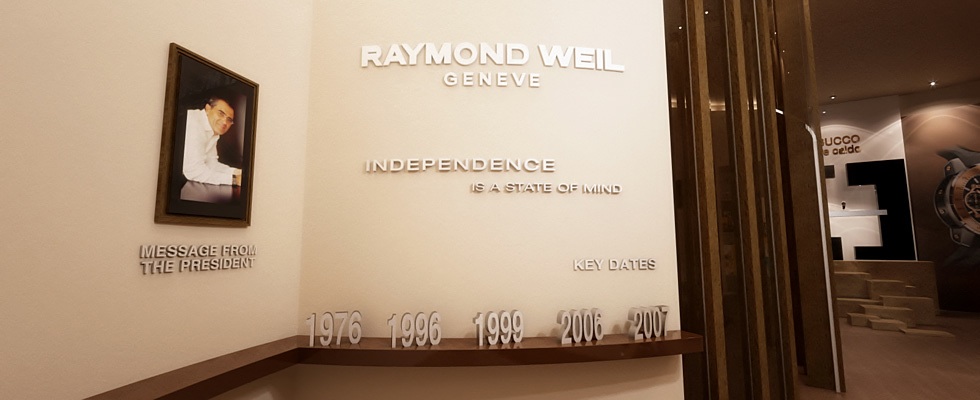 RAYMOND WEIL
GENEVE
INDEPENDENCE
IS A STATE OF MIND
MESSAGE FROM
THE PRESIDENT
KEY DATES
1976 1996 1999 2006 2007